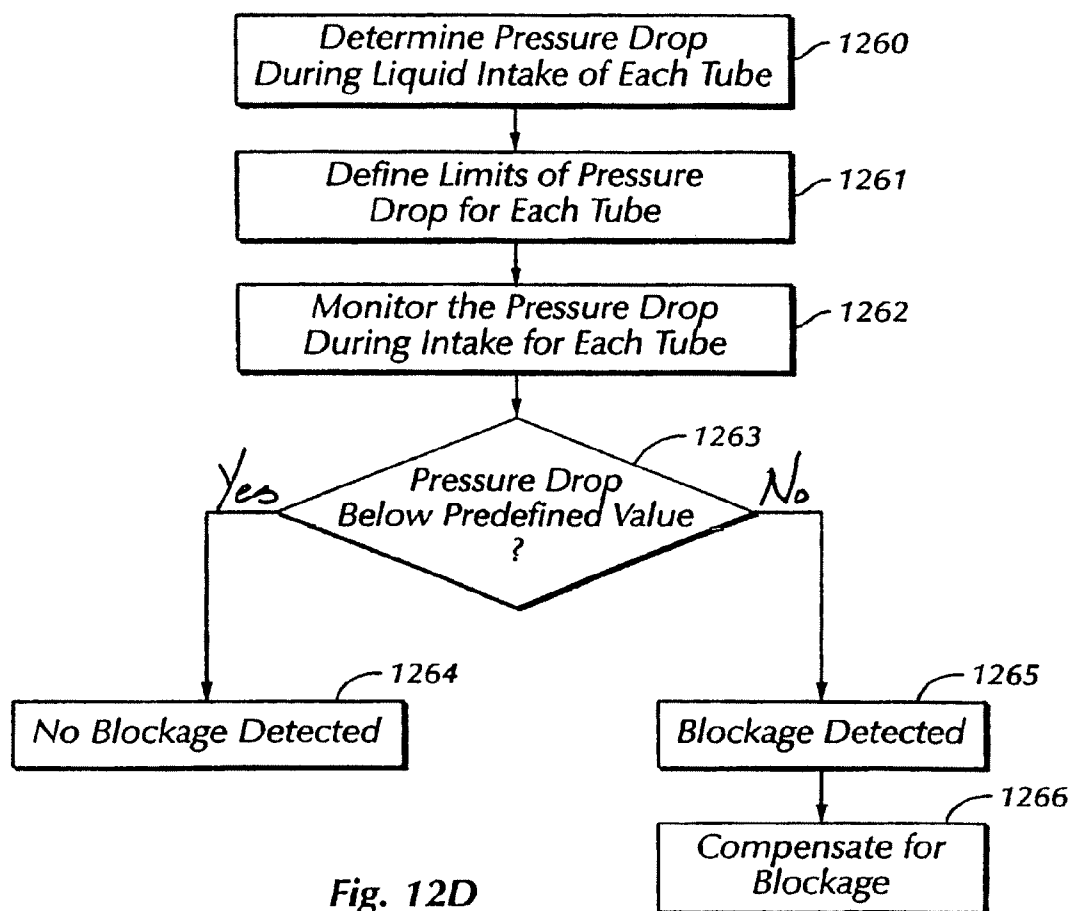 Determine Pressure Drop
During Liquid Intake of Each Tube
1260
Define Limits of Pressure
Drop for Each Tube
1261
Monitor the Pressure Drop
During Intake for Each Tube
1262
1263
Yes
Pressure Drop
Below Predefined Value
?
No
1264
No Blockage Detected
1265
Blockage Detected
1266
Compensate for
Blockage
Fig. 12D